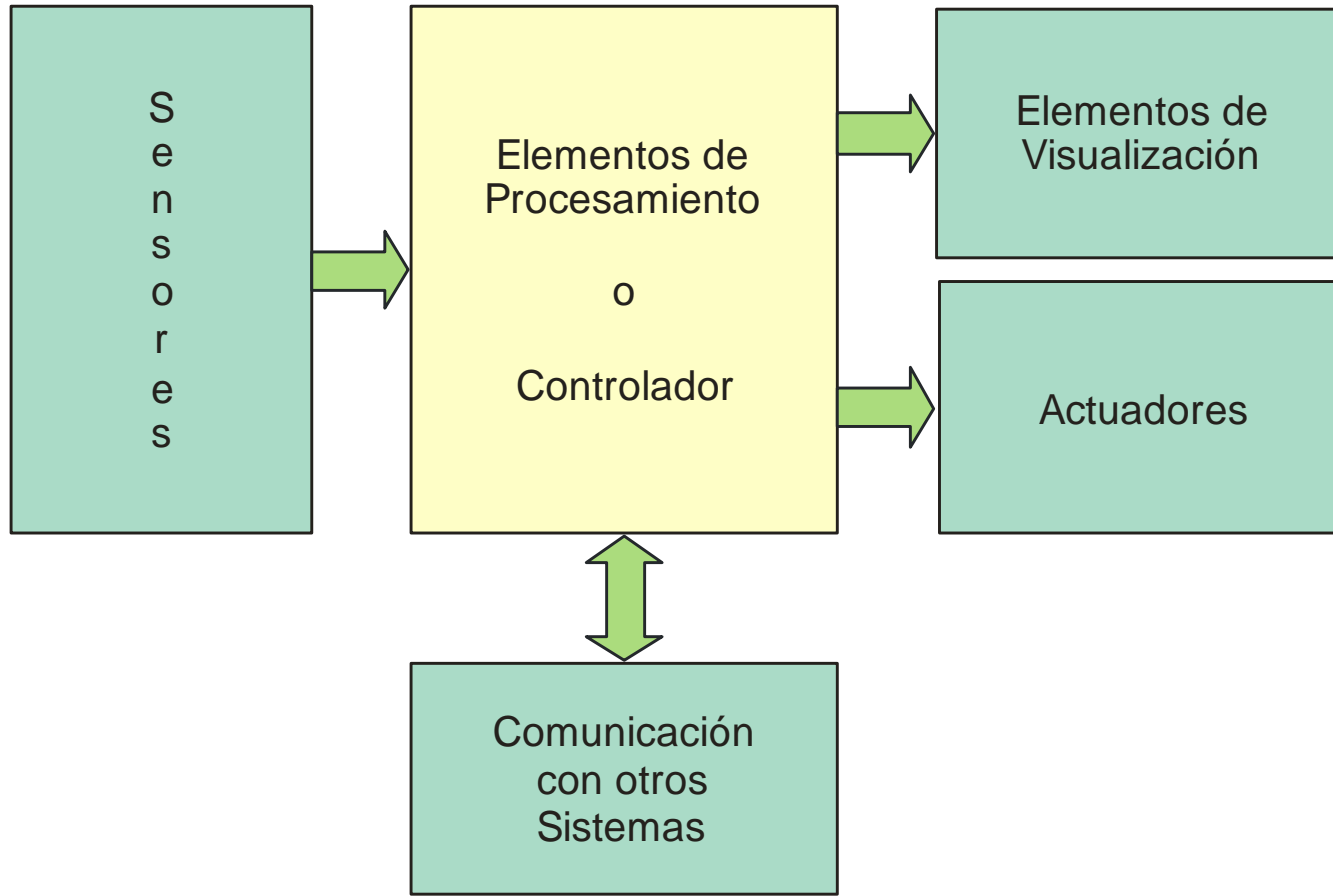 S
e
n
s
o
r
e
s
Elementos de
Procesamiento
o
Controlador
Elementos de
Visualización
Actuadores
Comunicación
con otros
Sistemas